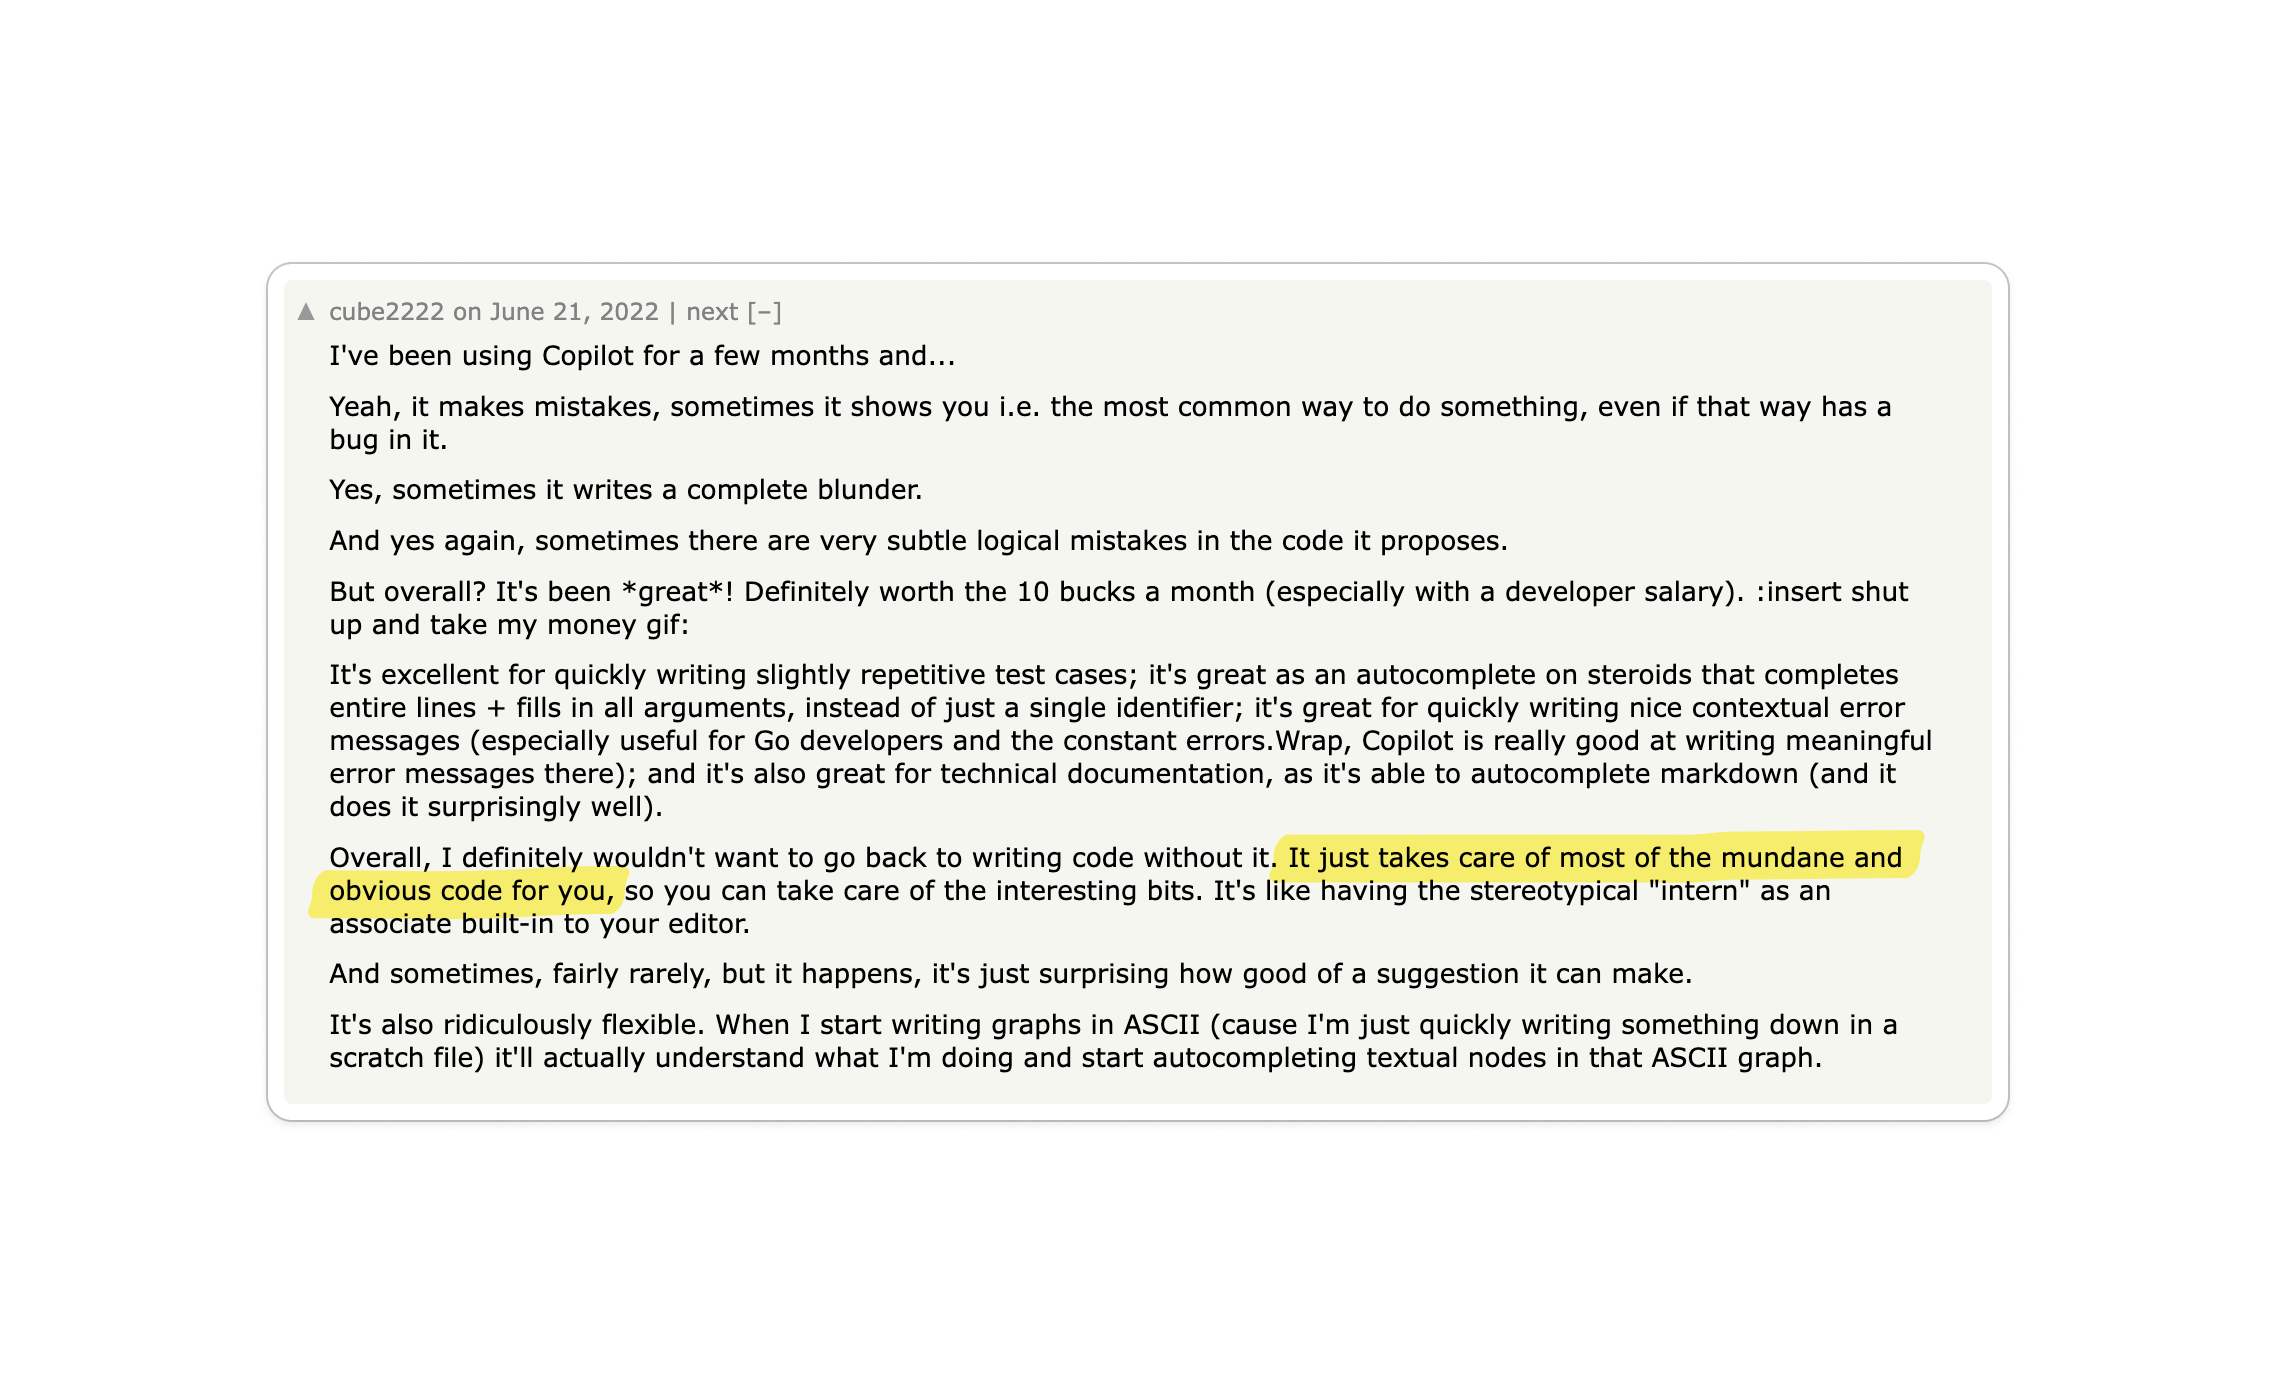 ▲ cube2222 on June 21, 2022 | next [–]
I've been using Copilot for a few months and...
Yeah, it makes mistakes, sometimes it shows you i.e. the most common way to do something, even if that way has a
bug in it.
Yes, sometimes it writes a complete blunder.
And yes again, sometimes there are very subtle logical mistakes in the code it proposes.
But overall? It's been *great*! Definitely worth the 10 bucks a month (especially with a developer salary). :insert shut
up and take my money gif:
It's excellent for quickly writing slightly repetitive test cases; it's great as an autocomplete on steroids that completes
entire lines + fills in all arguments, instead of just a single identifier; it's great for quickly writing nice contextual error
messages (especially useful for Go developers and the constant errors.Wrap, Copilot is really good at writing meaningful
error messages there); and it's also great for technical documentation, as it's able to autocomplete markdown (and it
does it surprisingly well).
Overall, I definitely wouldn't want to go back to writing code without it. It just takes care of most of the mundane and
obvious code for you, so you can take care of the interesting bits. It's like having the stereotypical "intern" as an
associate built-in to your editor.
And sometimes, fairly rarely, but it happens, it's just surprising how good of a suggestion it can make.
It's also ridiculously flexible. When I start writing graphs in ASCII (cause I'm just quickly writing something down in a
scratch file) it'll actually understand what I'm doing and start autocompleting textual nodes in that ASCII graph.